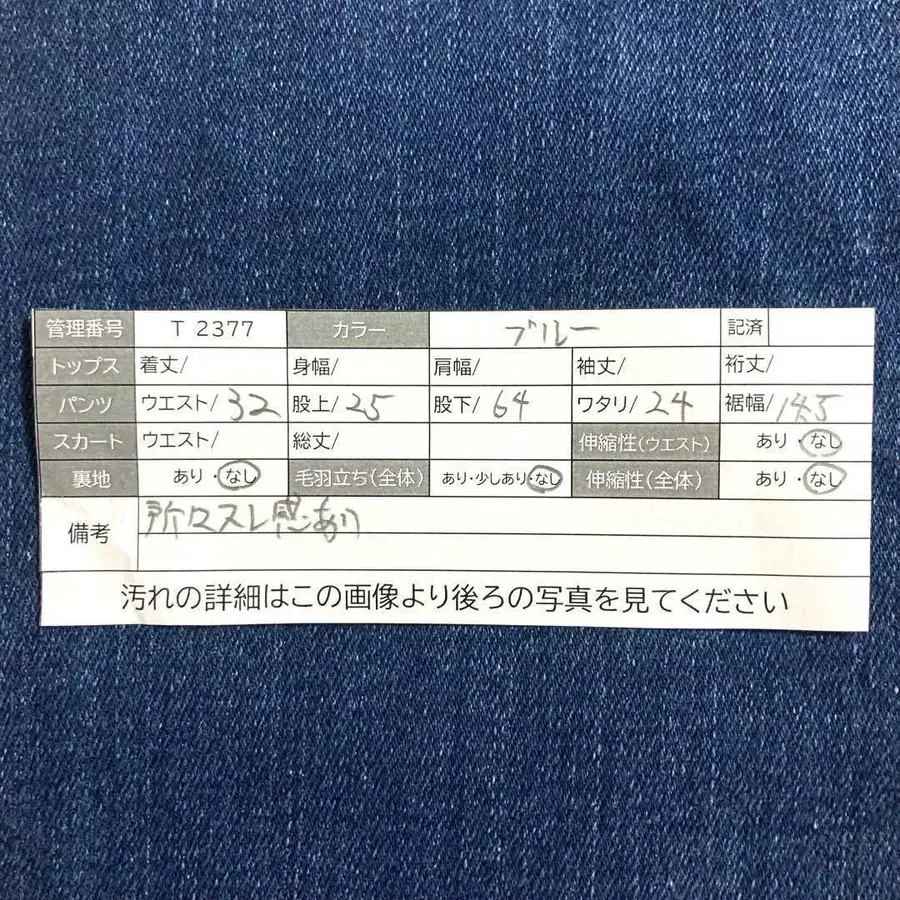 管理番号 T 2377 カラー ブルー 記済
トップス 着丈/ 身幅/ 肩幅/ 袖丈/ 裄丈/
パンツ ウエスト/ 32 股上/ 25 股下/ 64 ワタリ/ 24 裾幅/ 14.5
スカート ウエスト/ 総丈/ 伸縮性(ウエスト) あり・なし
裏地 あり・なし 毛羽立ち(全体) あり・少しあり・なし 伸縮性(全体) あり・なし
備考 所々スレ感あり
汚れの詳細はこの画像より後ろの写真を見てください